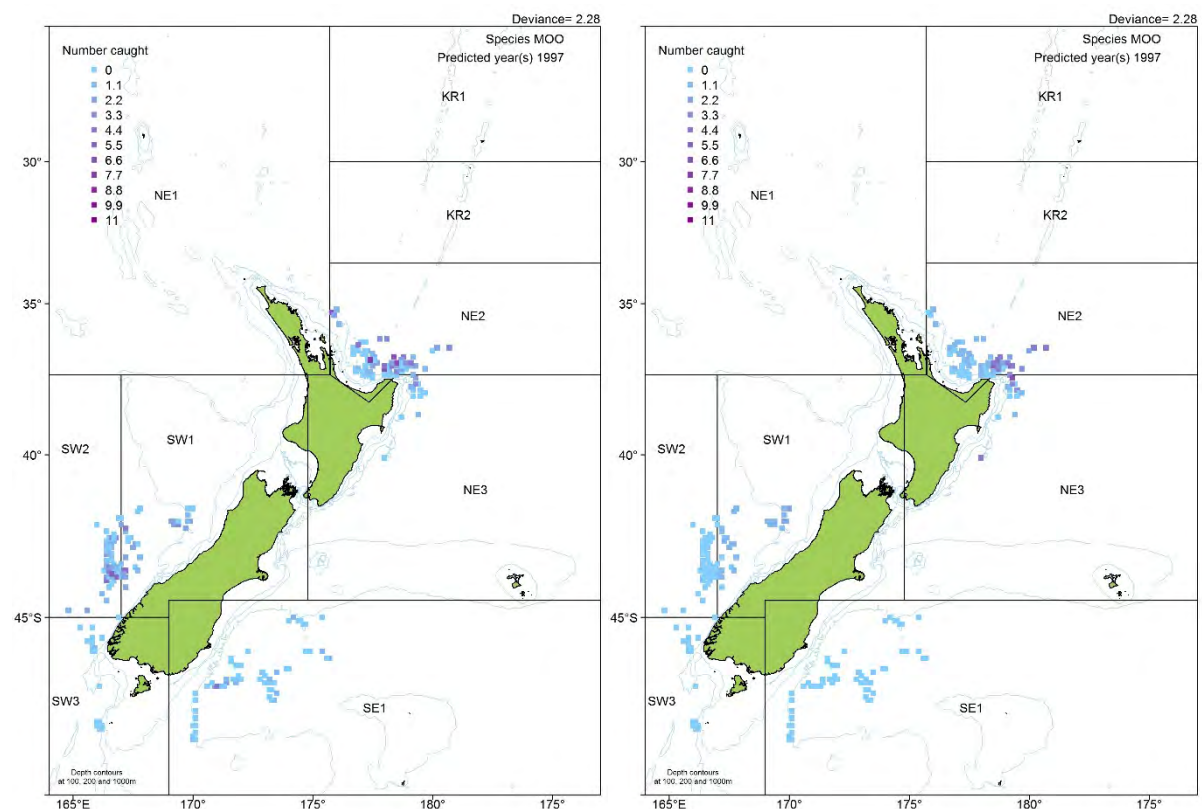 Deviance= 2.28
Species MOO
Predicted year(s) 1997
Number caught
0
1.1
2.2
3.3
4.4
5.5
6.6
7.7
8.8
9.9
11
KR1
30°
NE1
KR2
35°
NE2
SW2
SW1
40°
NE3
45°S
SW3
SE1
Depth contours
at 100, 200 and 1000m
165°E
170°
175°
180°
175°
Deviance= 2.28
Species MOO
Predicted year(s) 1997
Number caught
0
1.1
2.2
3.3
4.4
5.5
6.6
7.7
8.8
9.9
11
KR1
30°
NE1
KR2
35°
NE2
SW2
SW1
40°
NE3
45°S
SW3
SE1
Depth contours
at 100, 200 and 1000m
165°E
170°
175°
180°
175°